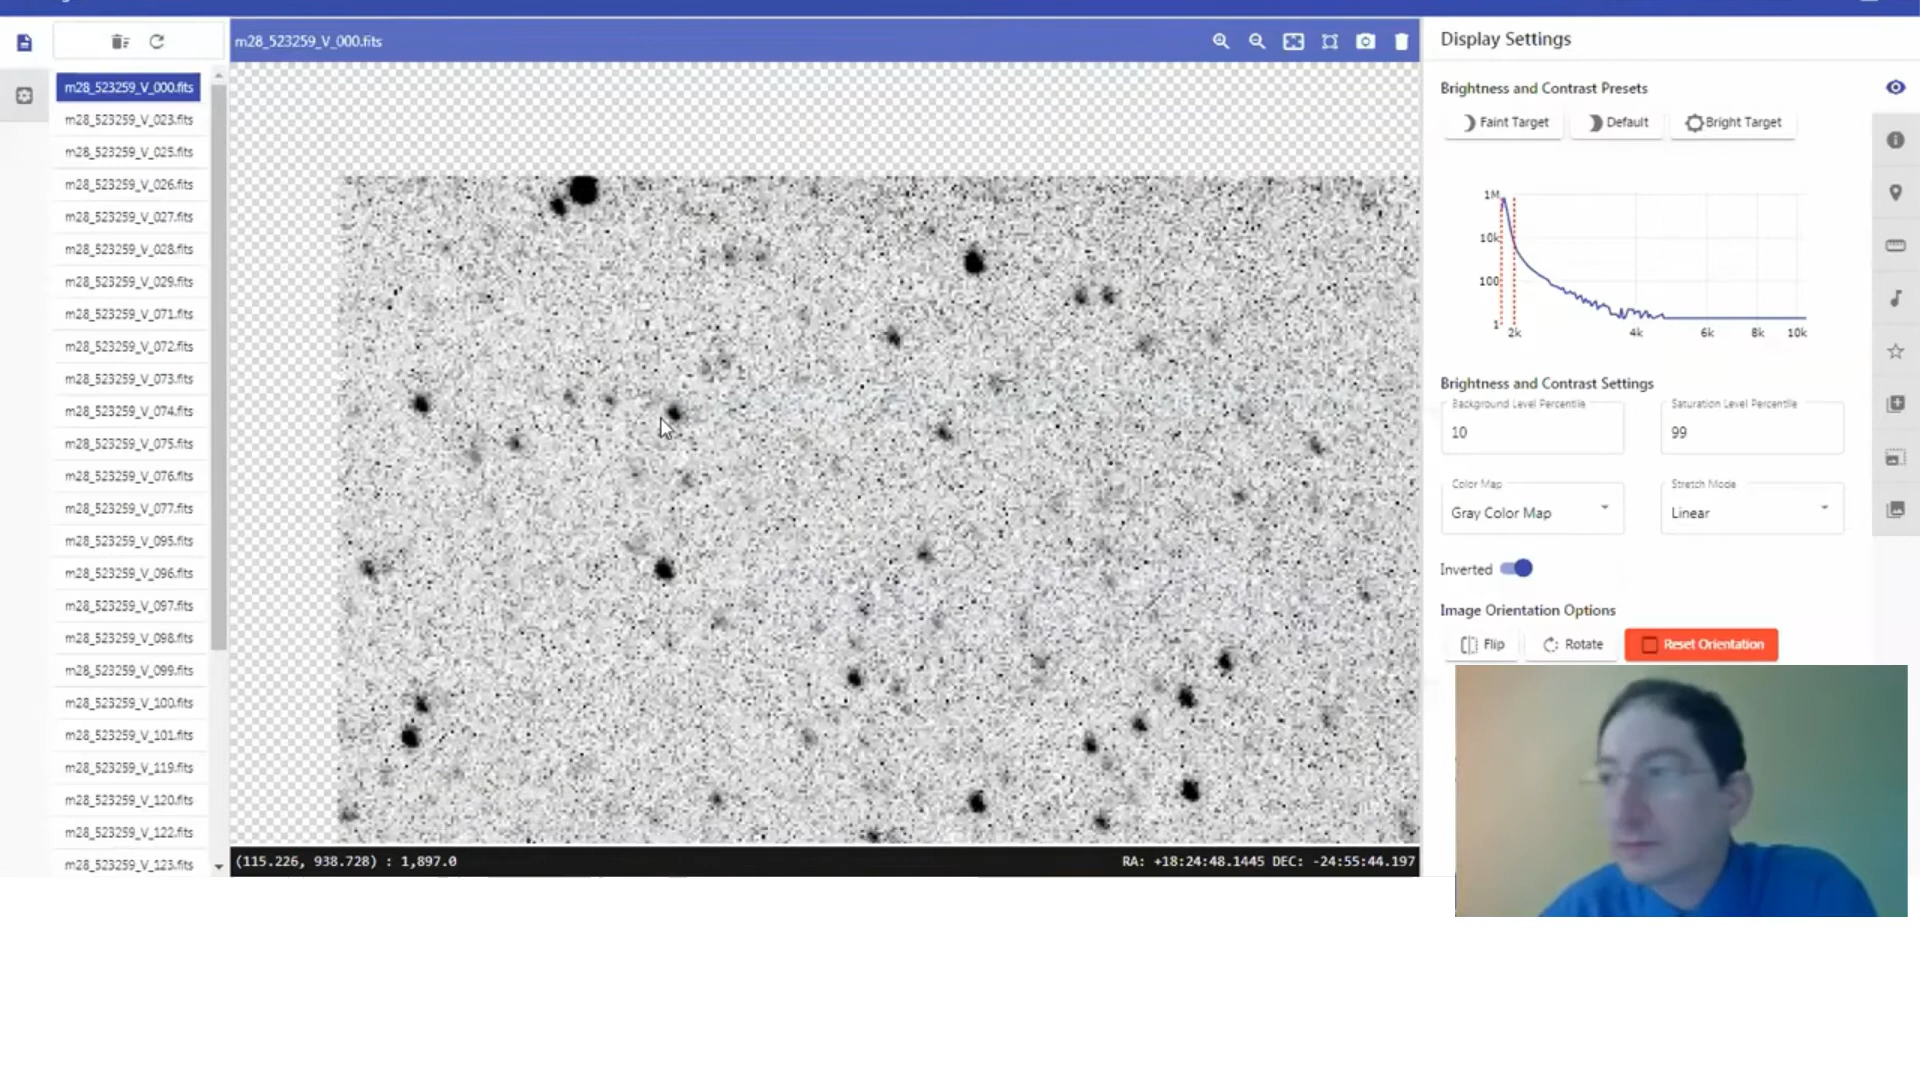 m28_523259_V_000.fits
m28_523259_V_023.fits
m28_523259_V_025.fits
m28_523259_V_026.fits
m28_523259_V_027.fits
m28_523259_V_028.fits
m28_523259_V_029.fits
m28_523259_V_071.fits
m28_523259_V_072.fits
m28_523259_V_073.fits
m28_523259_V_074.fits
m28_523259_V_075.fits
m28_523259_V_076.fits
m28_523259_V_077.fits
m28_523259_V_095.fits
m28_523259_V_096.fits
m28_523259_V_097.fits
m28_523259_V_098.fits
m28_523259_V_099.fits
m28_523259_V_100.fits
m28_523259_V_101.fits
m28_523259_V_119.fits
m28_523259_V_120.fits
m28_523259_V_122.fits
m28_523259_V_123.fits
m28_523259_V_000.fits
(115.226, 938.728) : 1,897.0
RA: +18:24:48.1445 DEC: -24:55:44.197
Display Settings
Brightness and Contrast Presets
Faint Target Default Bright Target
1M
10k
100
1
2k 4k 6k 8k 10k
Brightness and Contrast Settings
Background Level Percentile Saturation Level Percentile
10 99
Color Map Stretch Mode
Gray Color Map Linear
Inverted
Image Orientation Options
Flip Rotate Reset Orientation